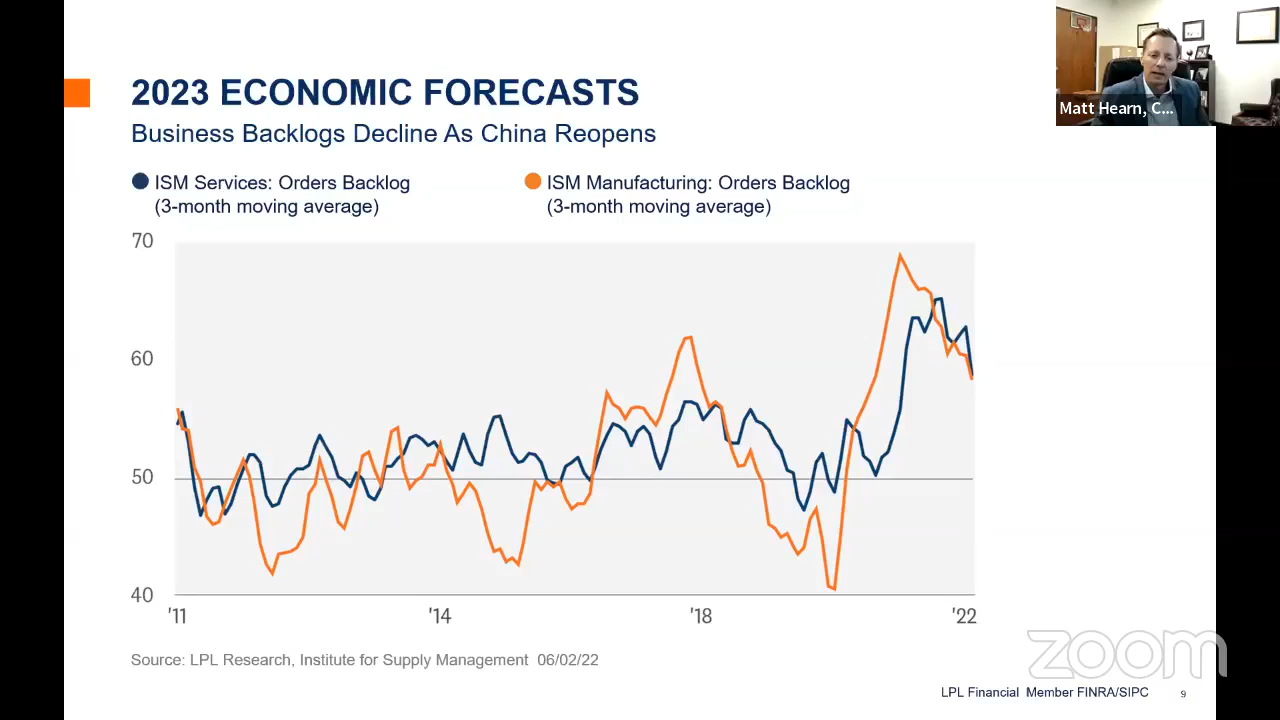 Matt Hearn, C...
2023 ECONOMIC FORECASTS
Business Backlogs Decline As China Reopens
ISM Services: Orders Backlog
(3-month moving average)
ISM Manufacturing: Orders Backlog
(3-month moving average)
70
60
50
40
'11
'14
'18
'22
Source: LPL Research, Institute for Supply Management 06/02/22
zoom
LPL Financial Member FINRA/SIPC
9